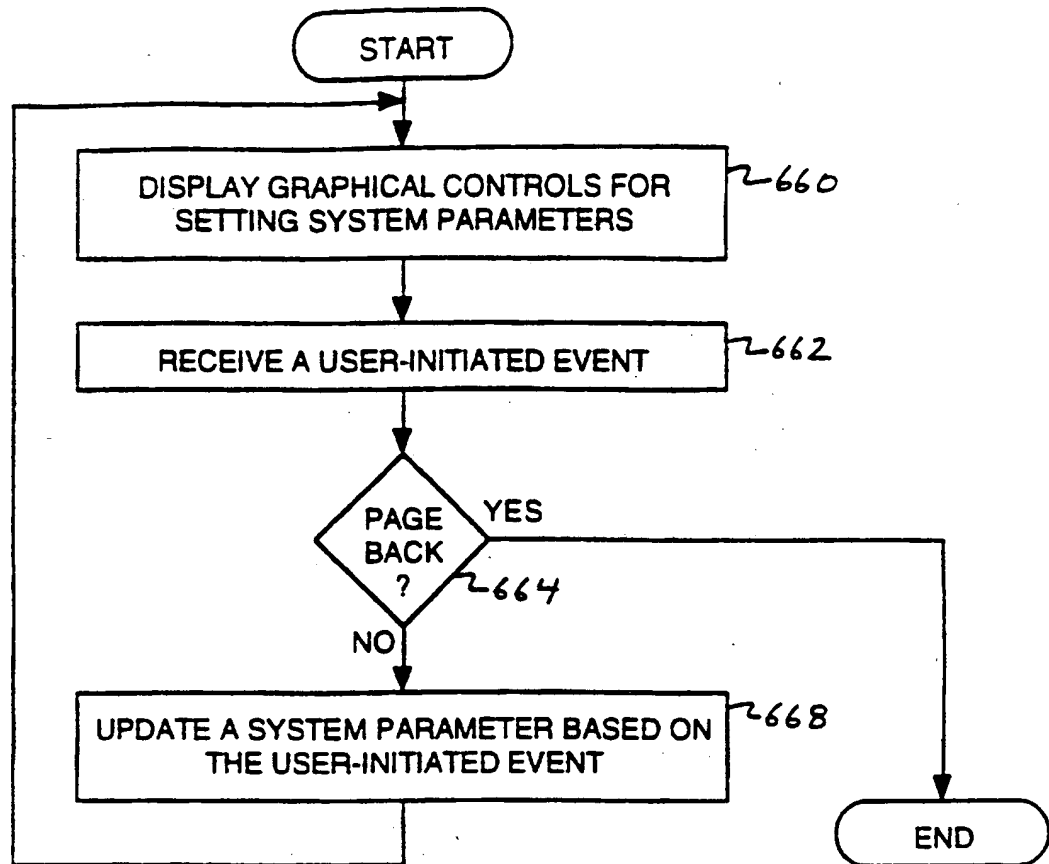 START
DISPLAY GRAPHICAL CONTROLS FOR
SETTING SYSTEM PARAMETERS
660
RECEIVE A USER-INITIATED EVENT
662
PAGE
BACK
?
YES
664
NO
UPDATE A SYSTEM PARAMETER BASED ON
THE USER-INITIATED EVENT
668
END